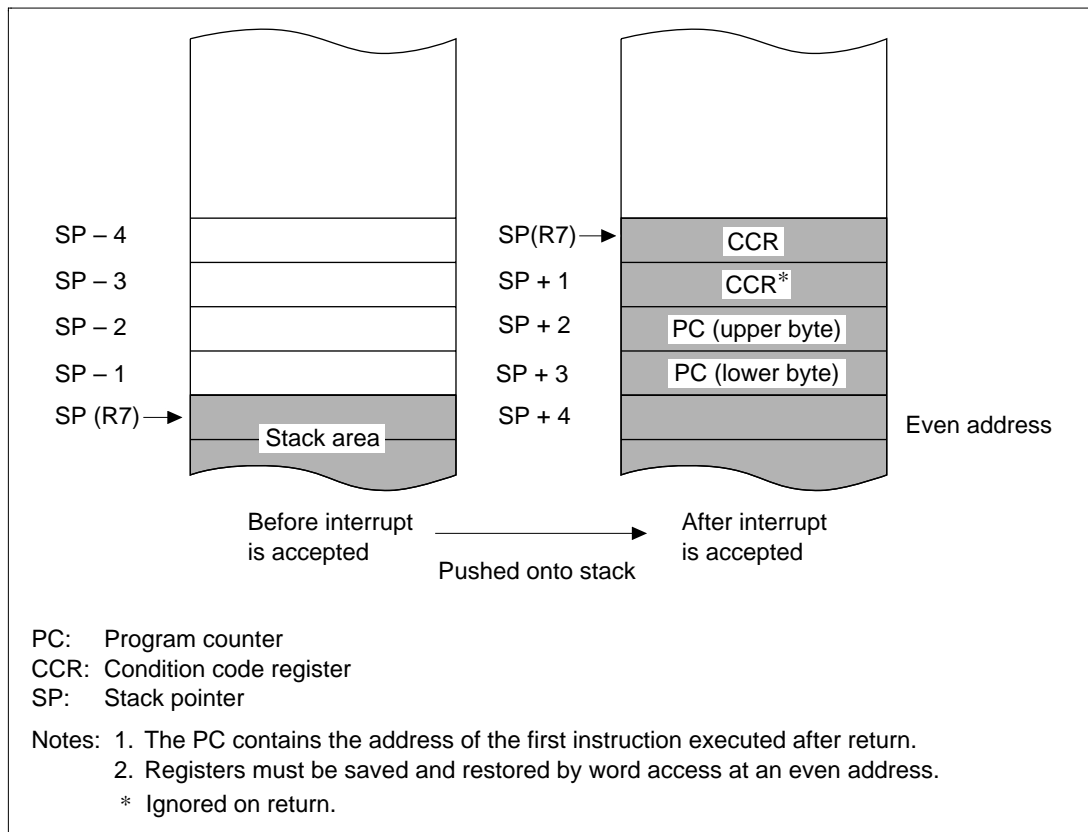 SP – 4
SP – 3
SP – 2
SP – 1
SP (R7)
Stack area
SP(R7)
SP + 1
SP + 2
SP + 3
SP + 4
CCR
CCR*
PC (upper byte)
PC (lower byte)
Even address
Before interrupt
is accepted
Pushed onto stack
After interrupt
is accepted
PC: Program counter
CCR: Condition code register
SP: Stack pointer
Notes: 1. The PC contains the address of the first instruction executed after return.
2. Registers must be saved and restored by word access at an even address.
* Ignored on return.